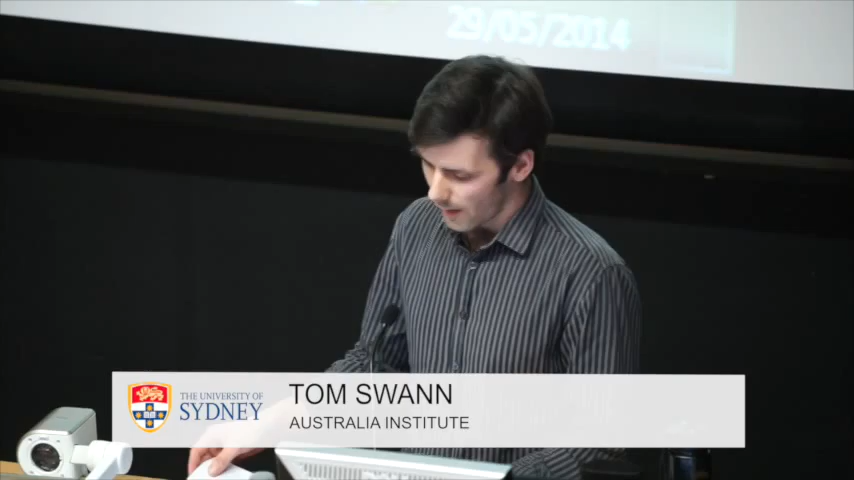 29/05/2014
THE UNIVERSITY OF
SYDNEY
TOM SWANN
AUSTRALIA INSTITUTE